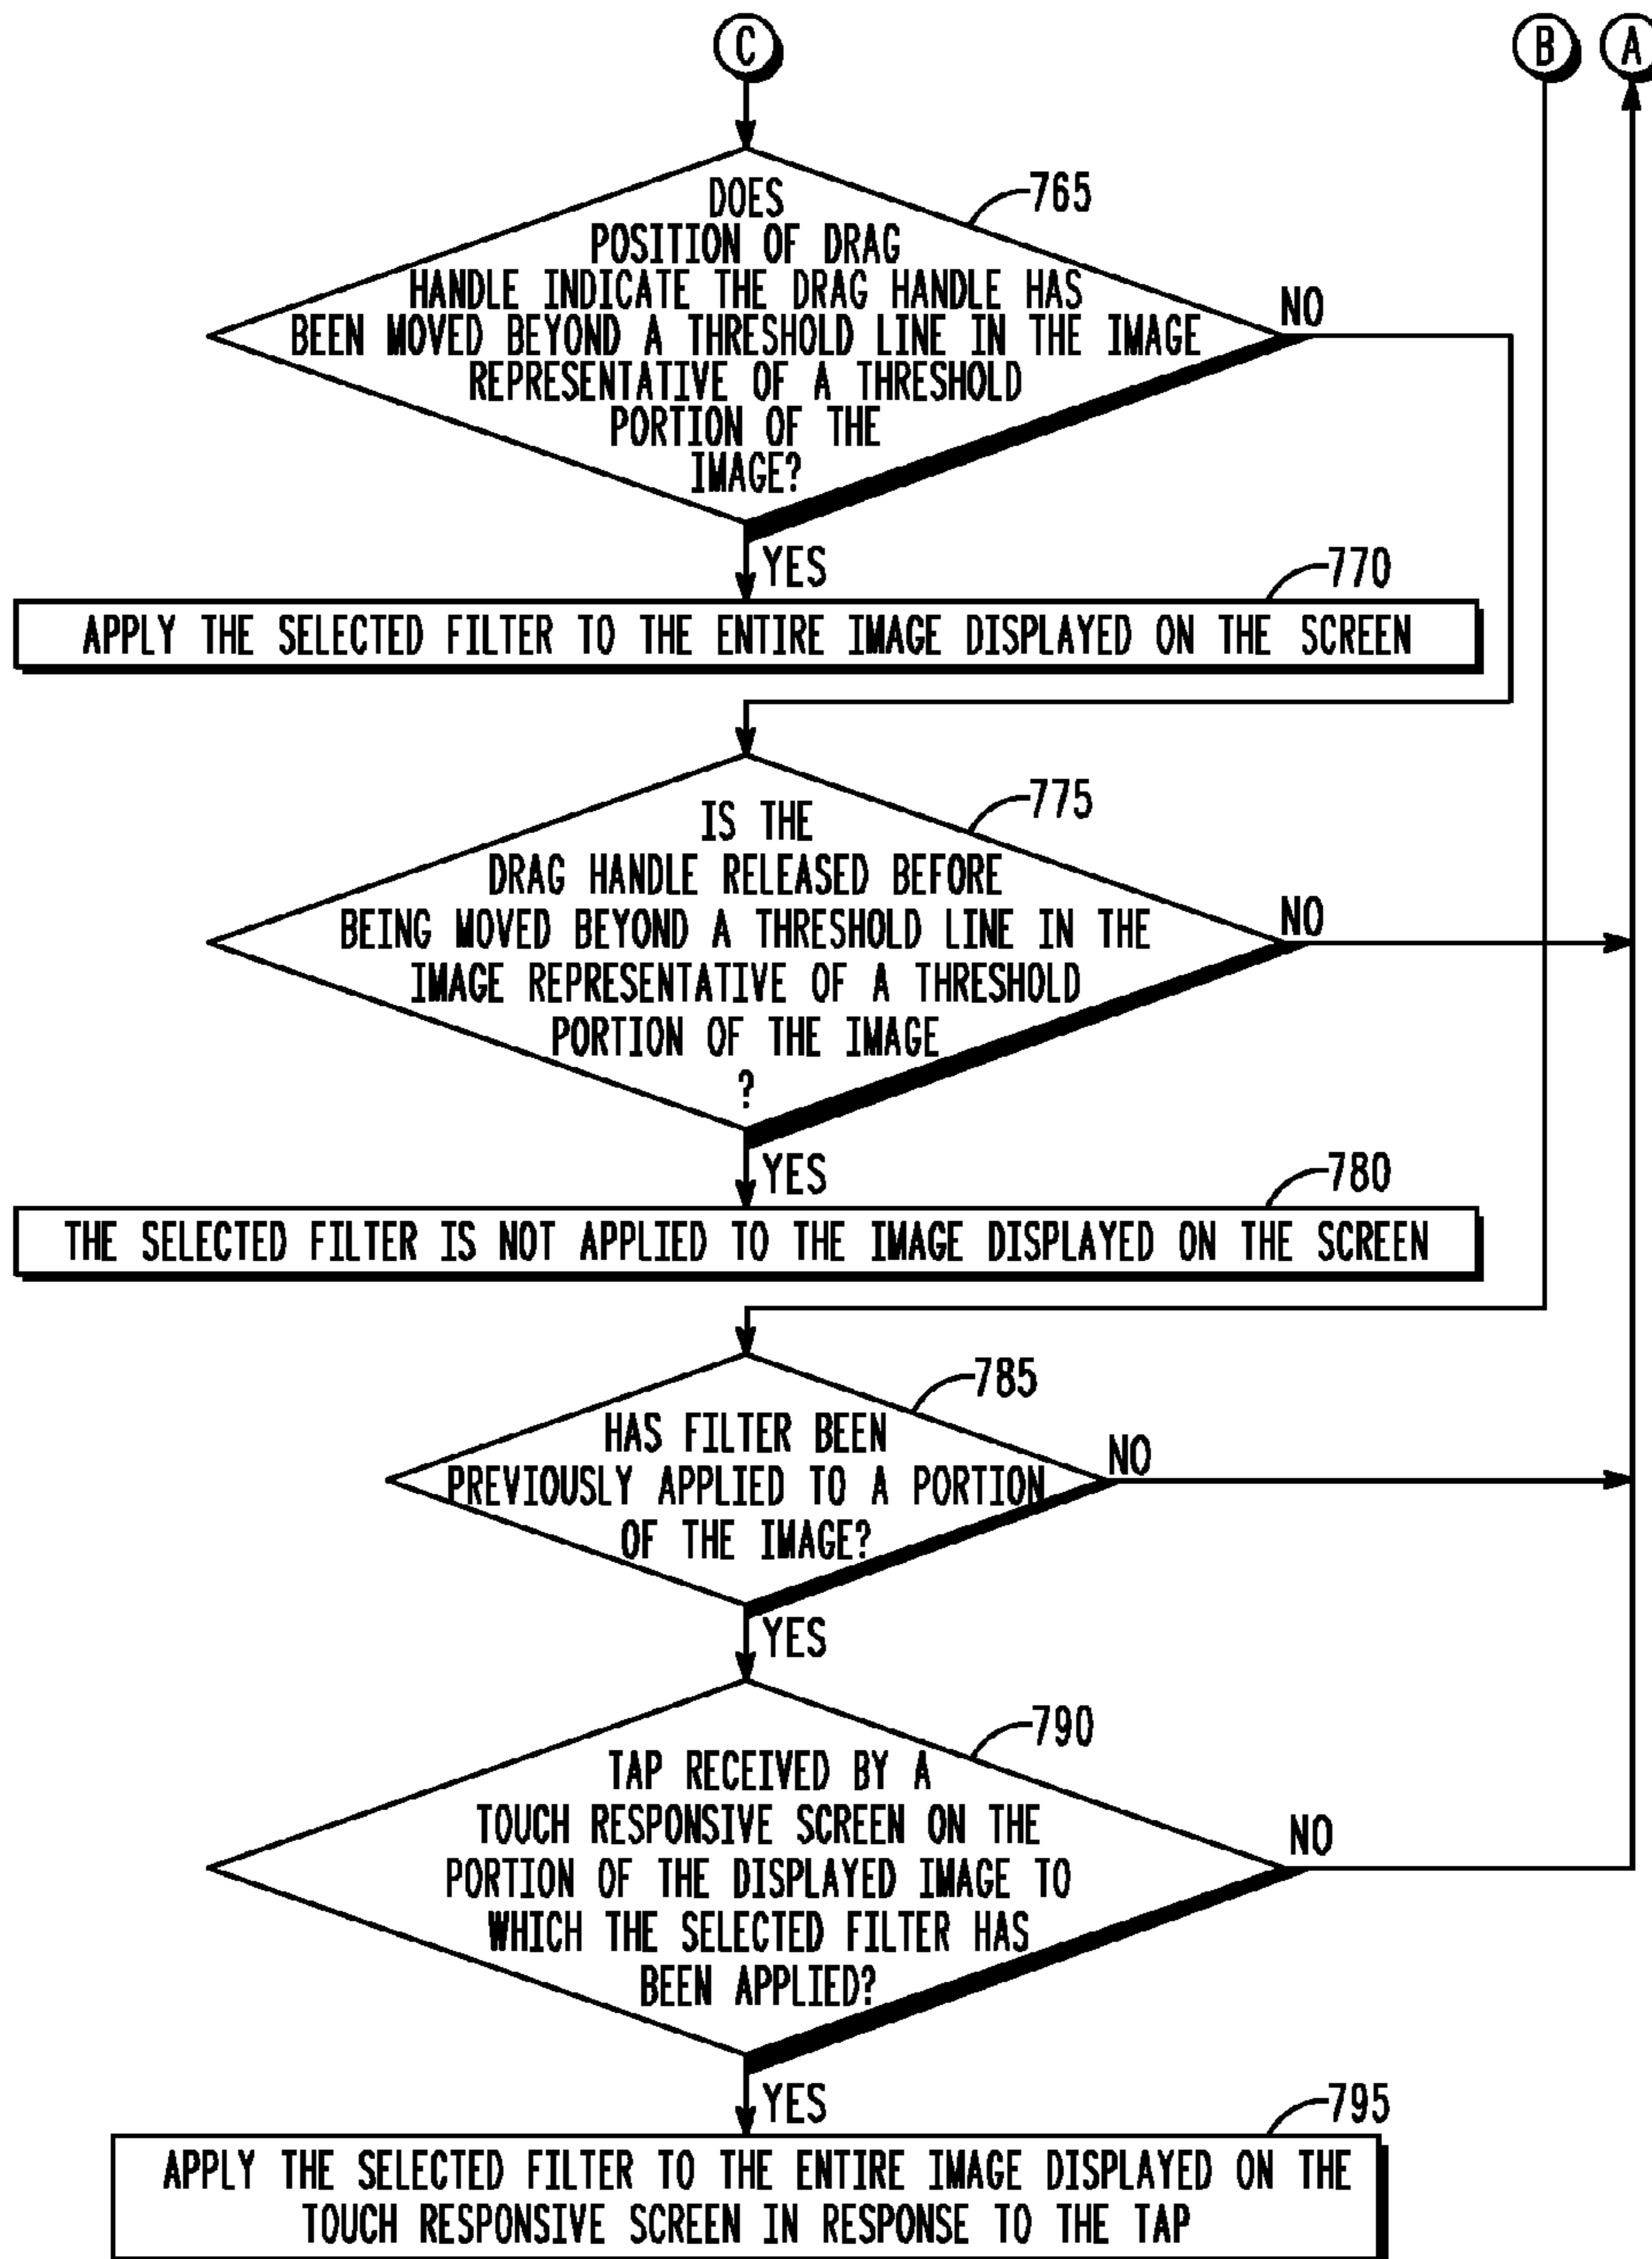 C
B
A
765
DOES
POSITION OF DRAG
HANDLE INDICATE THE DRAG HANDLE HAS
BEEN MOVED BEYOND A THRESHOLD LINE IN THE IMAGE
REPRESENTATIVE OF A THRESHOLD
PORTION OF THE
IMAGE?
NO
YES
770
APPLY THE SELECTED FILTER TO THE ENTIRE IMAGE DISPLAYED ON THE SCREEN
775
IS THE
DRAG HANDLE RELEASED BEFORE
BEING MOVED BEYOND A THRESHOLD LINE IN THE
IMAGE REPRESENTATIVE OF A THRESHOLD
PORTION OF THE IMAGE
?
NO
YES
780
THE SELECTED FILTER IS NOT APPLIED TO THE IMAGE DISPLAYED ON THE SCREEN
785
HAS FILTER BEEN
PREVIOUSLY APPLIED TO A PORTION
OF THE IMAGE?
NO
YES
790
TAP RECEIVED BY A
TOUCH RESPONSIVE SCREEN ON THE
PORTION OF THE DISPLAYED IMAGE TO
WHICH THE SELECTED FILTER HAS
BEEN APPLIED?
NO
YES
795
APPLY THE SELECTED FILTER TO THE ENTIRE IMAGE DISPLAYED ON THE
TOUCH RESPONSIVE SCREEN IN RESPONSE TO THE TAP